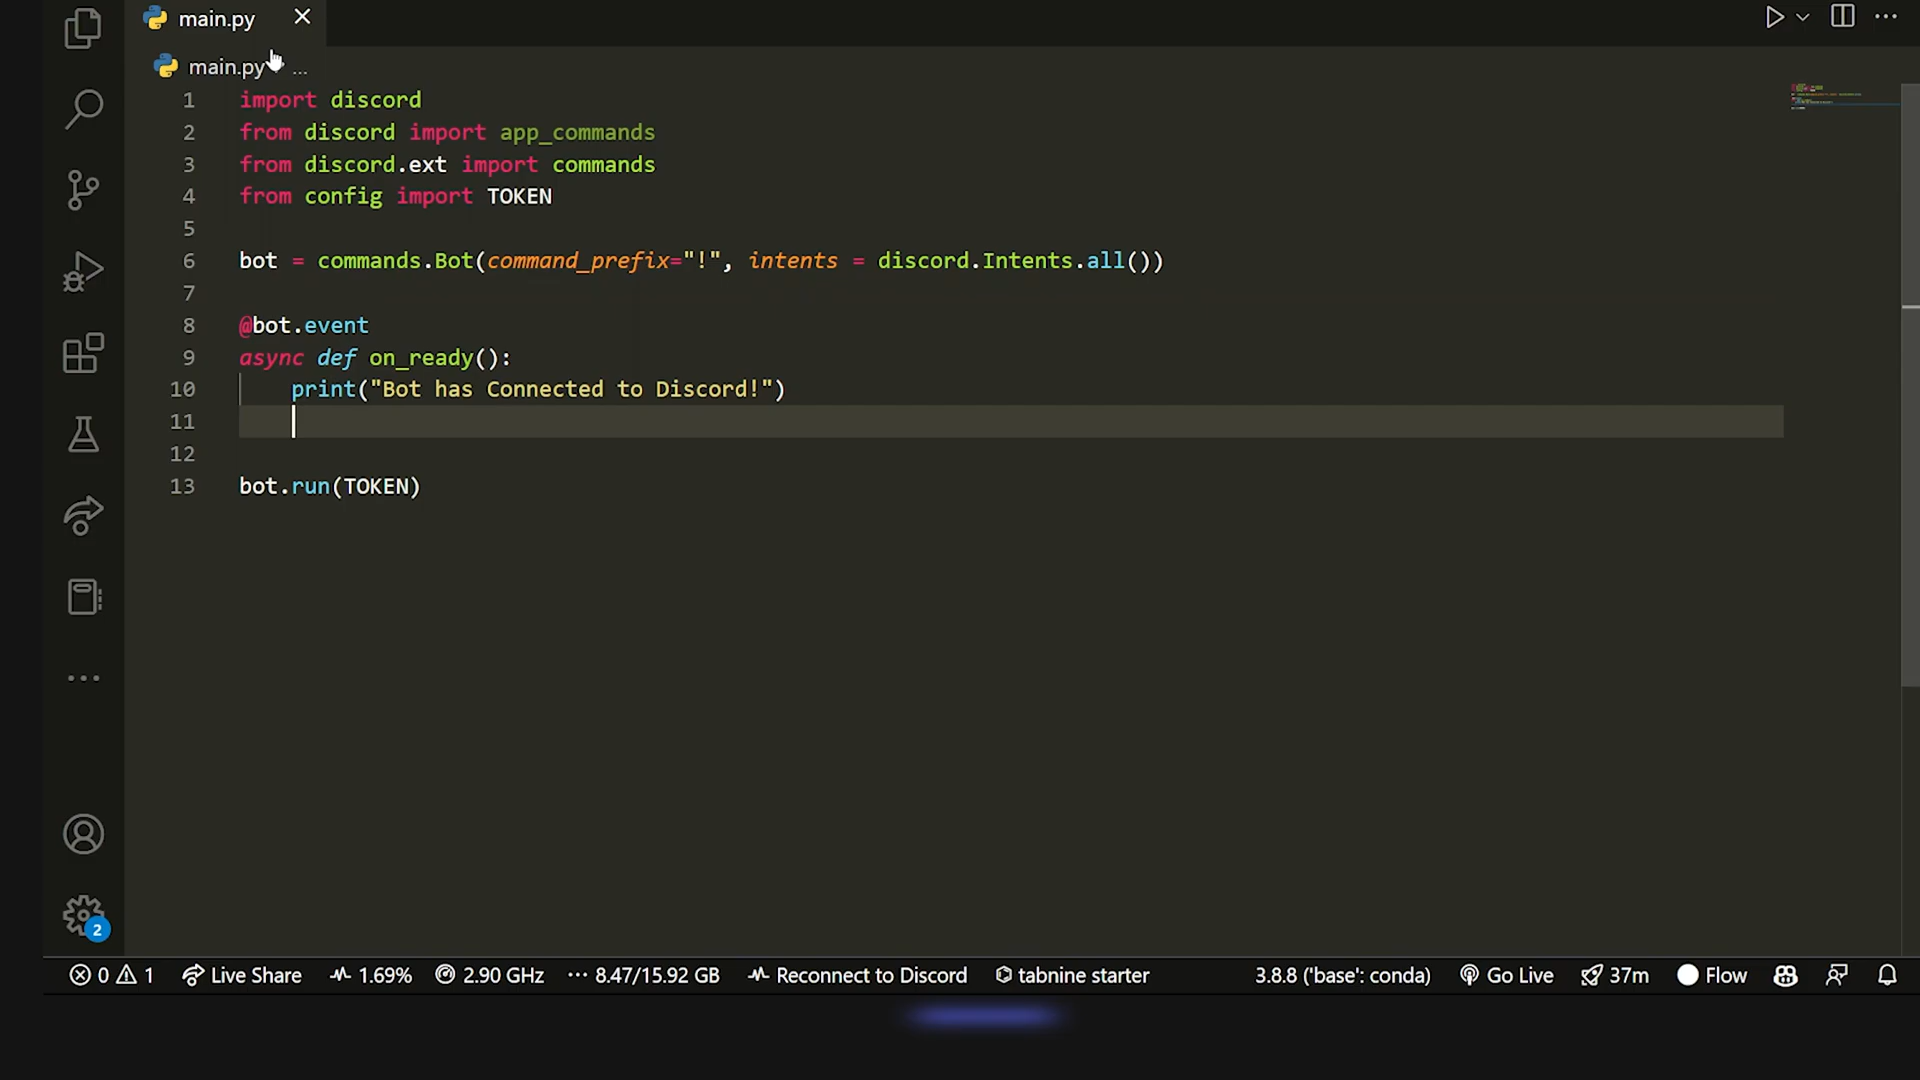 main.py
main.py ...
1 import discord
2 from discord import app_commands
3 from discord.ext import commands
4 from config import TOKEN
5
6 bot = commands.Bot(command_prefix="!", intents = discord.Intents.all())
7
8 @bot.event
9 async def on_ready():
10 print("Bot has Connected to Discord!")
11
12
13 bot.run(TOKEN)
2
0 1 Live Share 1.69% 2.90 GHz 8.47/15.92 GB Reconnect to Discord tabnine starter 3.8.8 ('base': conda) Go Live 37m Flow